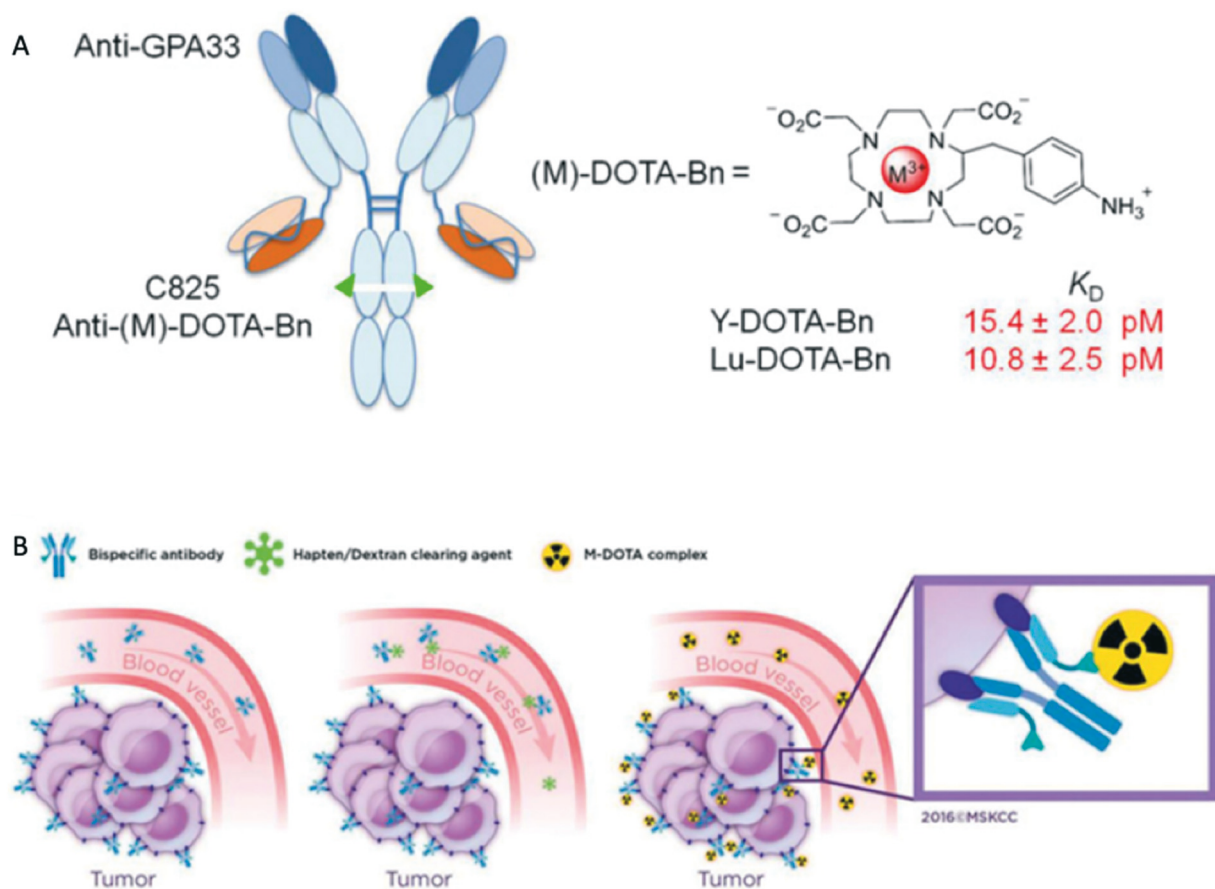 A
Anti-GPA33
C825
Anti-(M)-DOTA-Bn
(M)-DOTA-Bn =
⁻O₂C
CO₂⁻
N
N
M³⁺
N
N
⁻O₂C
CO₂⁻
NH₃⁺
K_D
Y-DOTA-Bn 15.4 ± 2.0 pM
Lu-DOTA-Bn 10.8 ± 2.5 pM
B
Bispecific antibody
Hapten/Dextran clearing agent
M-DOTA complex
Blood vessel
Tumor
Blood vessel
Tumor
Blood vessel
Tumor
2016©MSKCC